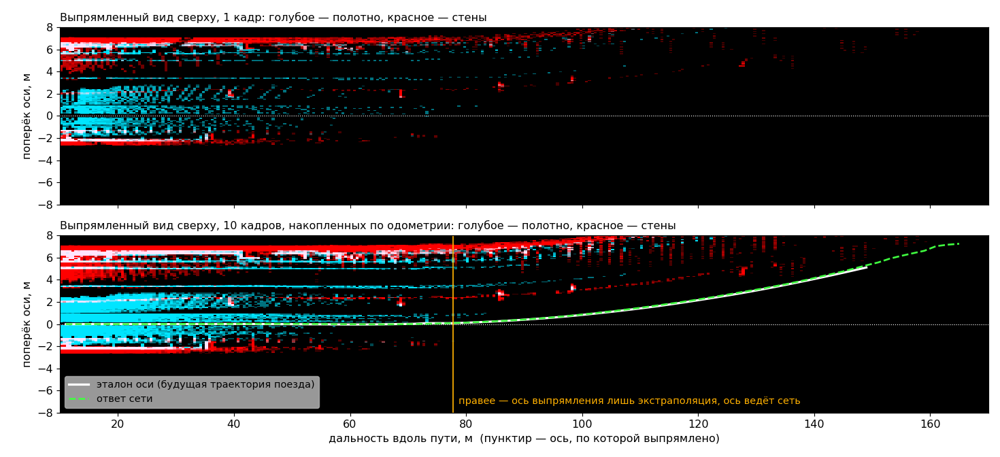 Выпрямленный вид сверху, 1 кадр: голубое — полотно, красное — стены
8
6
4
2
0
−2
−4
−6
−8
поперёк оси, м
Выпрямленный вид сверху, 10 кадров, накопленных по одометрии: голубое — полотно, красное — стены
8
6
4
2
0
−2
−4
−6
−8
поперёк оси, м
эталон оси (будущая траектория поезда)
ответ сети
правее — ось выпрямления лишь экстраполяция, ось ведёт сеть
20 40 60 80 100 120 140 160
дальность вдоль пути, м (пунктир — ось, по которой выпрямлено)